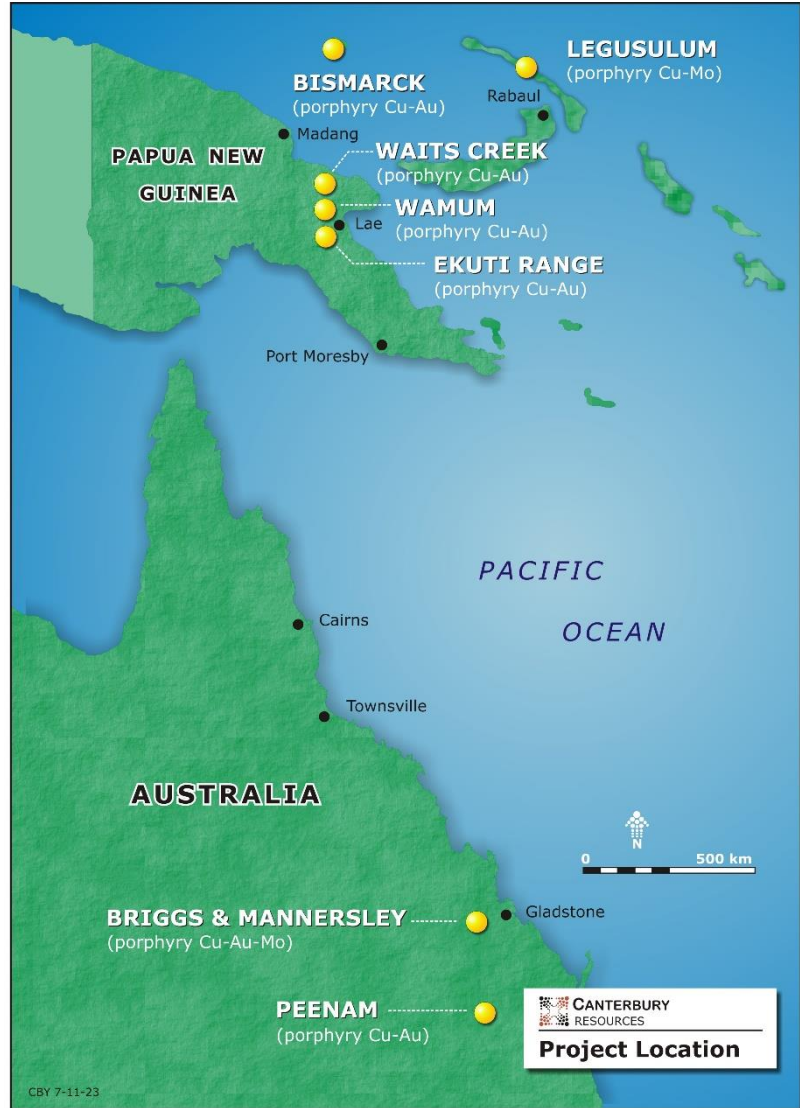 LEGUSULUM
(porphyry Cu-Mo)
BISMARCK
(porphyry Cu-Au)
Rabaul
Madang
PAPUA NEW
GUINEA
WAITS CREEK
(porphyry Cu-Au)
WAMUM
(porphyry Cu-Au)
Lae
EKUTI RANGE
(porphyry Cu-Au)
Port Moresby
PACIFIC
OCEAN
Cairns
Townsville
AUSTRALIA
N
0 500 km
BRIGGS & MANNERSLEY
(porphyry Cu-Au-Mo)
Gladstone
PEENAM
(porphyry Cu-Au)
CANTERBURY
RESOURCES
Project Location
CBY 7-11-23